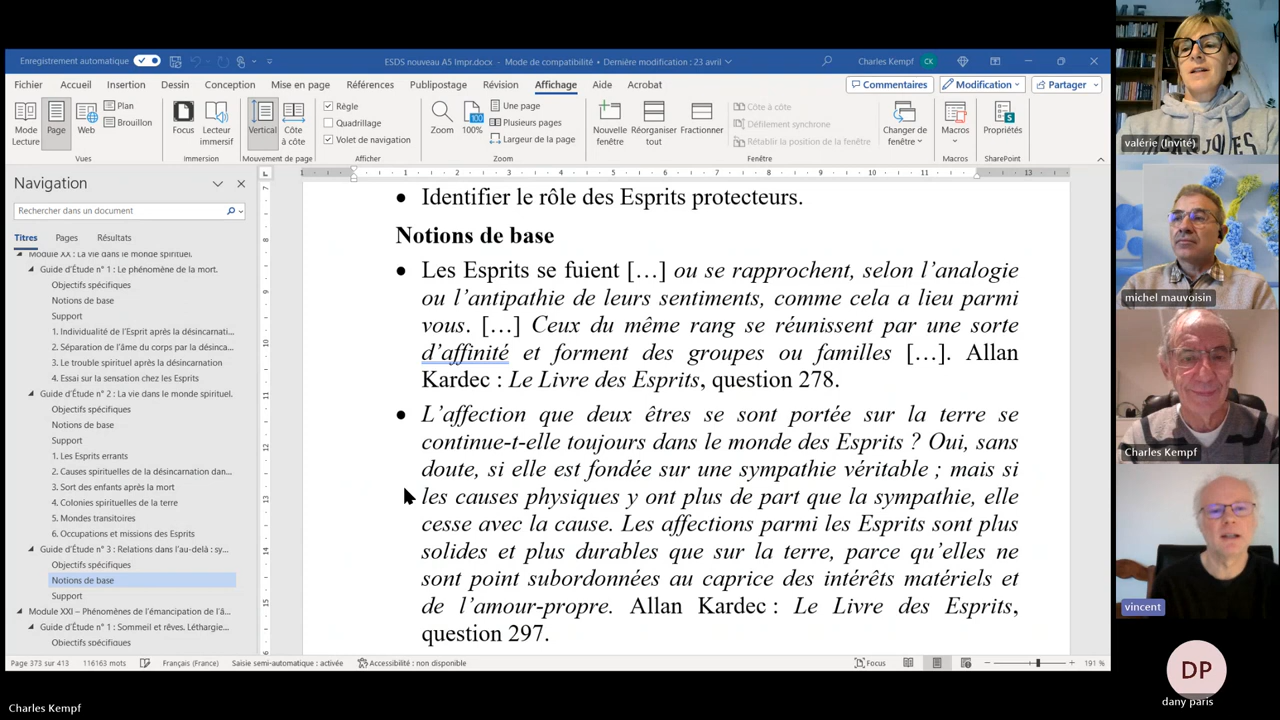 Enregistrement automatique
ESDS nouveau A5 Impr.docx - Mode de compatibilité • Dernière modification : 23 avril
Charles Kempf
CK
Fichier
Accueil
Insertion
Dessin
Conception
Mise en page
Références
Publipostage
Révision
Affichage
Aide
Acrobat
Commentaires
Modification
Partager
Mode Lecture
Page
Web
Plan
Brouillon
Vues
Focus
Lecteur immersif
Immersion
Vertical
Côte à côte
Mouvement de page
Règle
Quadrillage
Volet de navigation
Afficher
Zoom
100%
Une page
Plusieurs pages
Largeur de la page
Zoom
Nouvelle fenêtre
Réorganiser tout
Fractionner
Côte à côte
Défilement synchrone
Rétablir la position de la fenêtre
Changer de fenêtre
Fenêtre
Macros
Macros
Propriétés
SharePoint
Navigation
Rechercher dans un document
Titres
Pages
Résultats
Module XX : La vie dans le monde spirituel.
Guide d'Étude n° 1 : Le phénomène de la mort.
Objectifs spécifiques
Notions de base
Support
1. Individualité de l'Esprit après la désincarnati...
2. Séparation de l'âme du corps par la désinca...
3. Le trouble spirituel après la désincarnation
4. Essai sur la sensation chez les Esprits
Guide d'Étude n° 2 : La vie dans le monde spirituel.
Objectifs spécifiques
Notions de base
Support
1. Les Esprits errants
2. Causes spirituelles de la désincarnation dan...
3. Sort des enfants après la mort
4. Colonies spirituelles de la terre
5. Mondes transitoires
6. Occupations et missions des Esprits
Guide d'Étude n° 3 : Relations dans l'au-delà : sy...
Objectifs spécifiques
Notions de base
Support
Module XXI – Phénomènes de l'émancipation de l'â...
Guide d'Étude n° 1 : Sommeil et rêves. Léthargie...
Objectifs spécifiques
• Identifier le rôle des Esprits protecteurs.
Notions de base
• Les Esprits se fuient […] ou se rapprochent, selon l'analogie
ou l'antipathie de leurs sentiments, comme cela a lieu parmi
vous. […] Ceux du même rang se réunissent par une sorte
d'affinité et forment des groupes ou familles […]. Allan
Kardec : Le Livre des Esprits, question 278.
• L'affection que deux êtres se sont portée sur la terre se
continue-t-elle toujours dans le monde des Esprits ? Oui, sans
doute, si elle est fondée sur une sympathie véritable ; mais si
les causes physiques y ont plus de part que la sympathie, elle
cesse avec la cause. Les affections parmi les Esprits sont plus
solides et plus durables que sur la terre, parce qu'elles ne
sont point subordonnées au caprice des intérêts matériels et
de l'amour-propre. Allan Kardec : Le Livre des Esprits,
question 297.
Page 373 sur 413
116163 mots
Français (France)
Saisie semi-automatique : activée
Accessibilité : non disponible
Focus
191 %
valérie (Invité)
michel mauvoisin
Charles Kempf
vincent
DP
dany paris
Charles Kempf